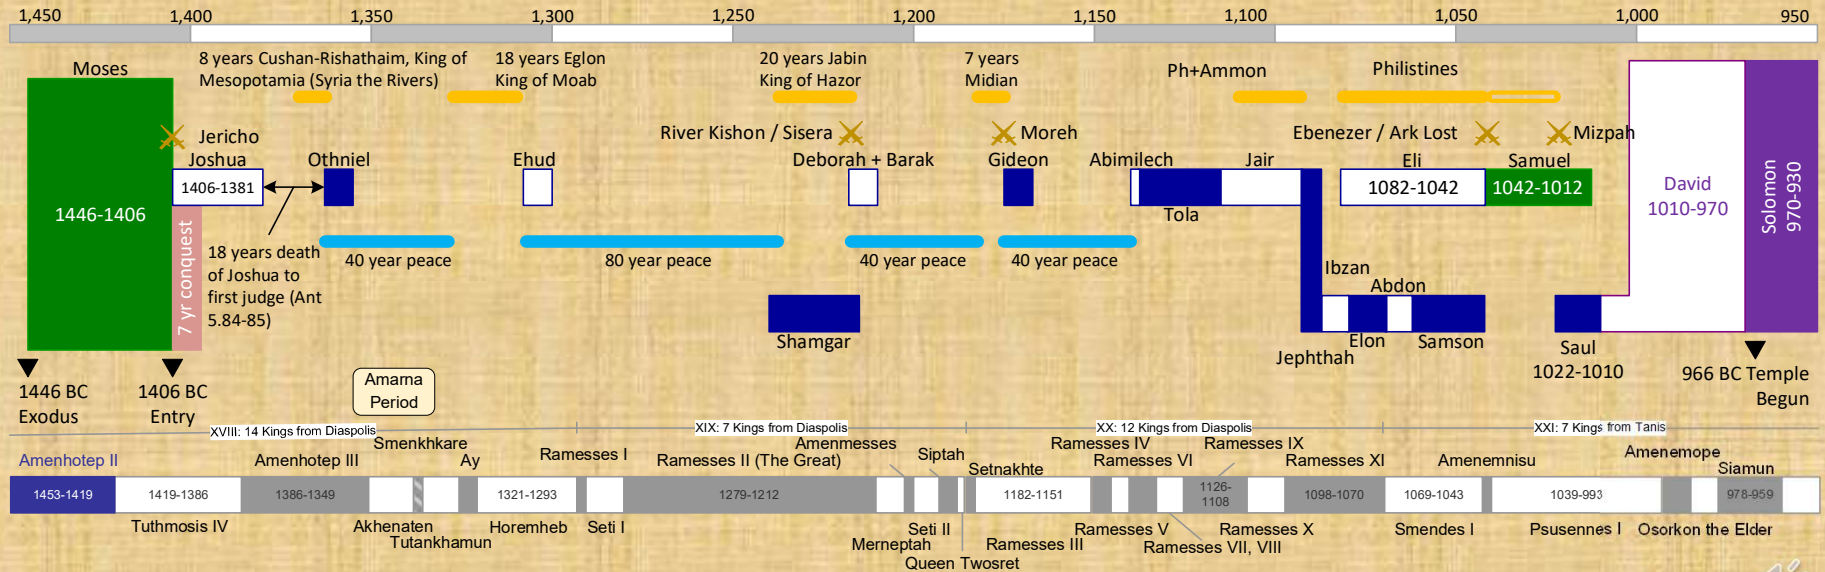 1,450 1,400 1,350 1,300 1,250 1,200 1,150 1,100 1,050 1,000 950
Moses
8 years Cushan-Rishathaim, King of
Mesopotamia (Syria the Rivers)
18 years Eglon
King of Moab
20 years Jabin
King of Hazor
7 years
Midian
Ph+Ammon
Philistines
Jericho
River Kishon / Sisera
Moreh
Ebenezer / Ark Lost
Mizpah
Joshua
Othniel
Ehud
Deborah + Barak
Gideon
Abimilech
Jair
Eli
Samuel
1446-1406
1406-1381
1082-1042
1042-1012
David
1010-970
Solomon
970-930
Tola
7 yr conquest
18 years death
of Joshua to
first judge (Ant
5.84-85)
40 year peace
80 year peace
40 year peace
40 year peace
Ibzan
Abdon
Shamgar
Jephthah
Elon
Samson
Saul
1022-1010
1446 BC
Exodus
1406 BC
Entry
966 BC Temple
Begun
Amarna
Period
XVIII: 14 Kings from Diaspolis
XIX: 7 Kings from Diaspolis
XX: 12 Kings from Diaspolis
XXI: 7 Kings from Tanis
Amenhotep II
Amenhotep III
Smenkhkare
Ay
Ramesses I
Ramesses II (The Great)
Amenmesses
Siptah
Setnakhte
Ramesses IV
Ramesses VI
Ramesses IX
Ramesses XI
Amenemnisu
Amenemope
Siamun
1453-1419
1419-1386
1386-1349
1321-1293
1279-1212
1182-1151
1126-
1108
1098-1070
1069-1043
1039-993
978-959
Tuthmosis IV
Akhenaten
Tutankhamun
Horemheb
Seti I
Merneptah
Seti II
Queen Twosret
Ramesses III
Ramesses V
Ramesses VII, VIII
Ramesses X
Smendes I
Psusennes I
Osorkon the Elder